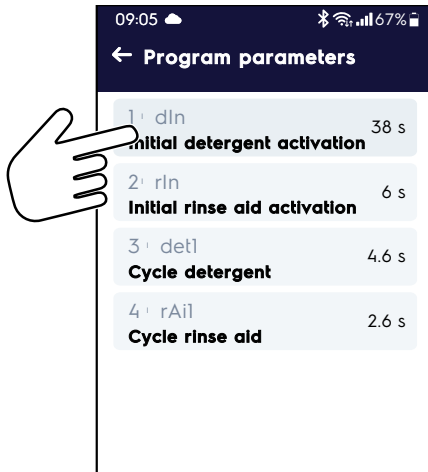 09:05 67%
← Program parameters
1 dIn 38 s
Initial detergent activation
2 rIn 6 s
Initial rinse aid activation
3 det1 4.6 s
Cycle detergent
4 rAi1 2.6 s
Cycle rinse aid